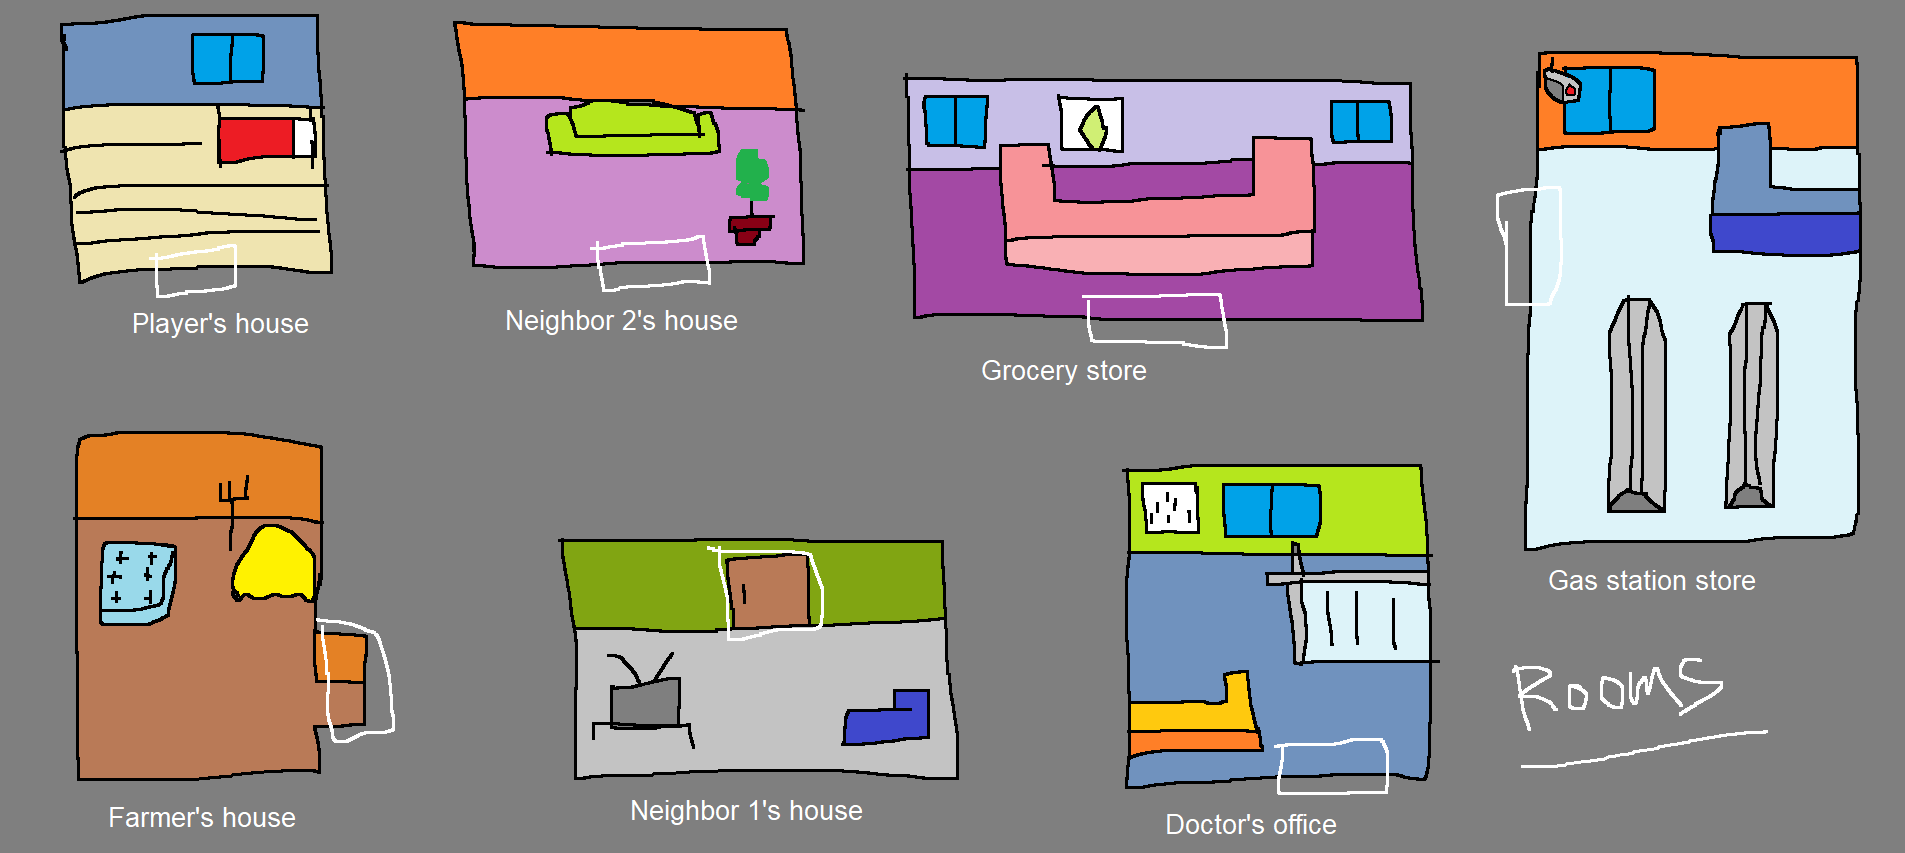 Player's house
Neighbor 2's house
Grocery store
Gas station store
Farmer's house
Neighbor 1's house
Doctor's office
Rooms